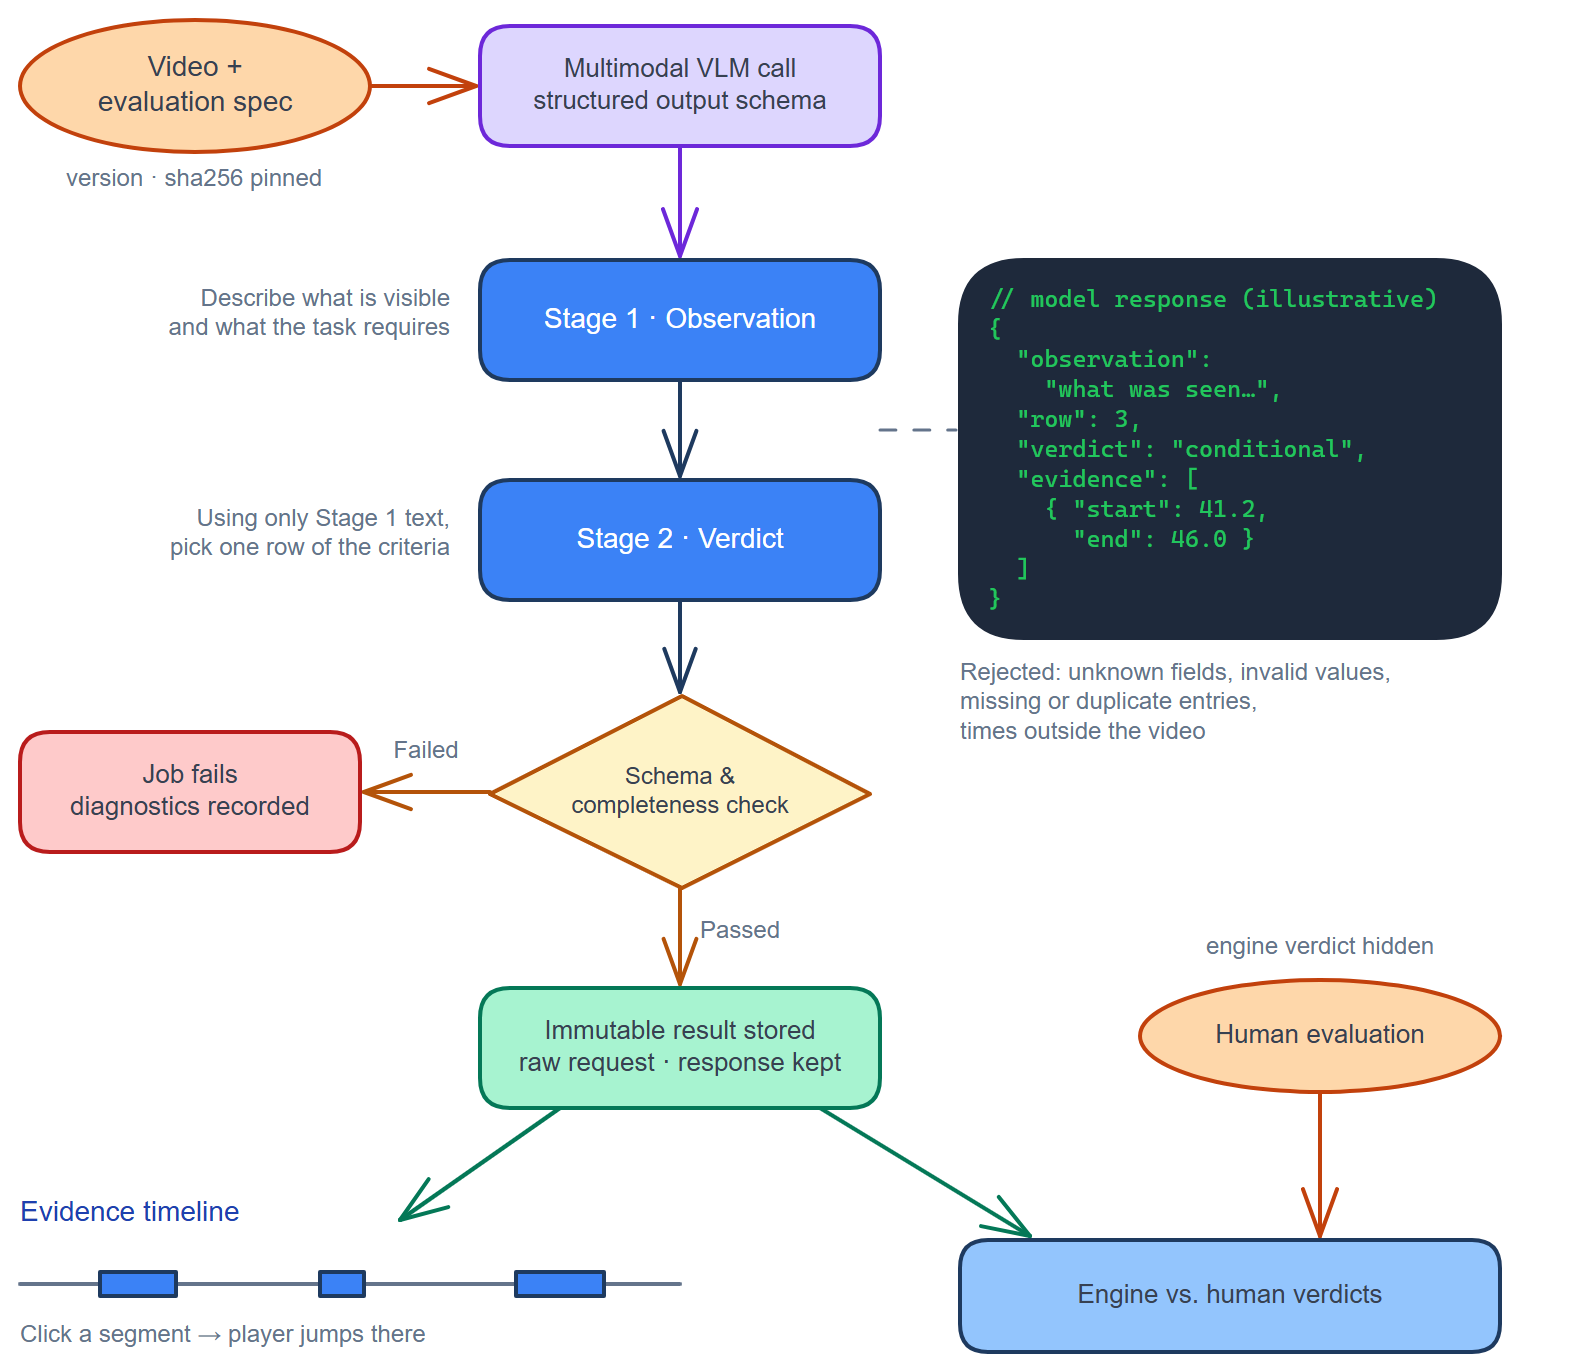 Video +
evaluation spec
version · sha256 pinned
Multimodal VLM call
structured output schema
Describe what is visible
and what the task requires
Stage 1 · Observation
Using only Stage 1 text,
pick one row of the criteria
Stage 2 · Verdict
// model response (illustrative)
{
  "observation":
    "what was seen…",
  "row": 3,
  "verdict": "conditional",
  "evidence": [
    { "start": 41.2,
      "end": 46.0 }
  ]
}
Rejected: unknown fields, invalid values,
missing or duplicate entries,
times outside the video
Schema &
completeness check
Failed
Job fails
diagnostics recorded
Passed
Immutable result stored
raw request · response kept
engine verdict hidden
Human evaluation
Evidence timeline
Click a segment → player jumps there
Engine vs. human verdicts